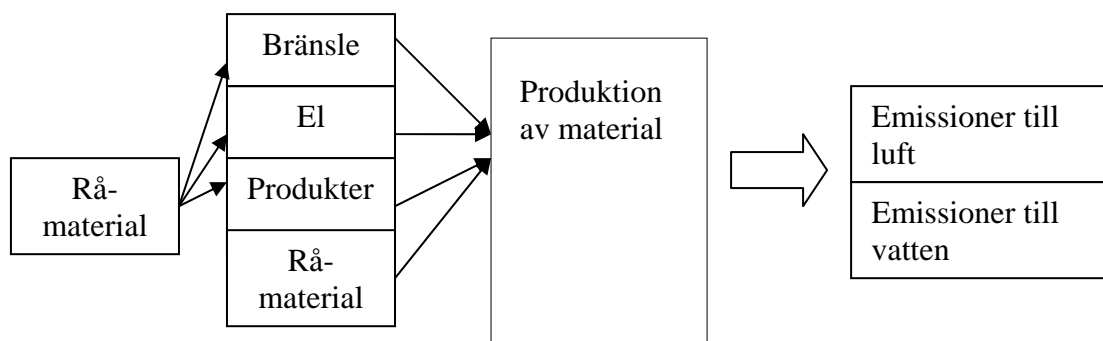 Rå-
material
Bränsle
El
Produkter
Rå-
material
Produktion
av material
Emissioner till
luft
Emissioner till
vatten